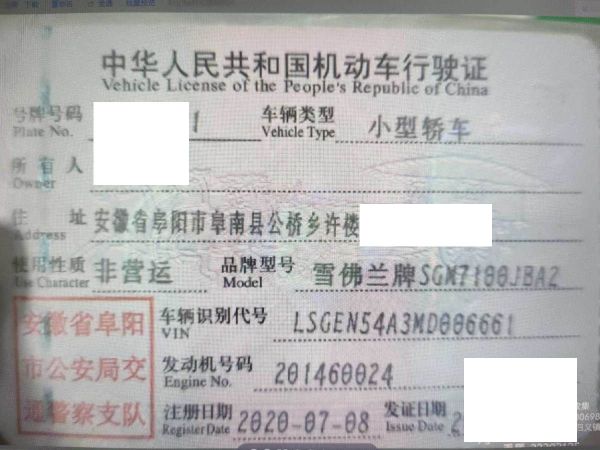 中华人民共和国机动车行驶证
Vehicle License of the People's Republic of China
号牌号码 1 车辆类型 小型轿车
Plate No. Vehicle Type
所有人
Owner
住址 安徽省阜阳市阜南县公桥乡许楼
Address
使用性质 非营运 品牌型号 雪佛兰牌SGM7100JBA2
Use Character Model
安徽省阜阳市公安局交通警察支队
车辆识别代号 LSGEN54A3MD006661
VIN
发动机号码 201460024
Engine No.
注册日期 2020-07-08 发证日期 2
Register Date Issue Date